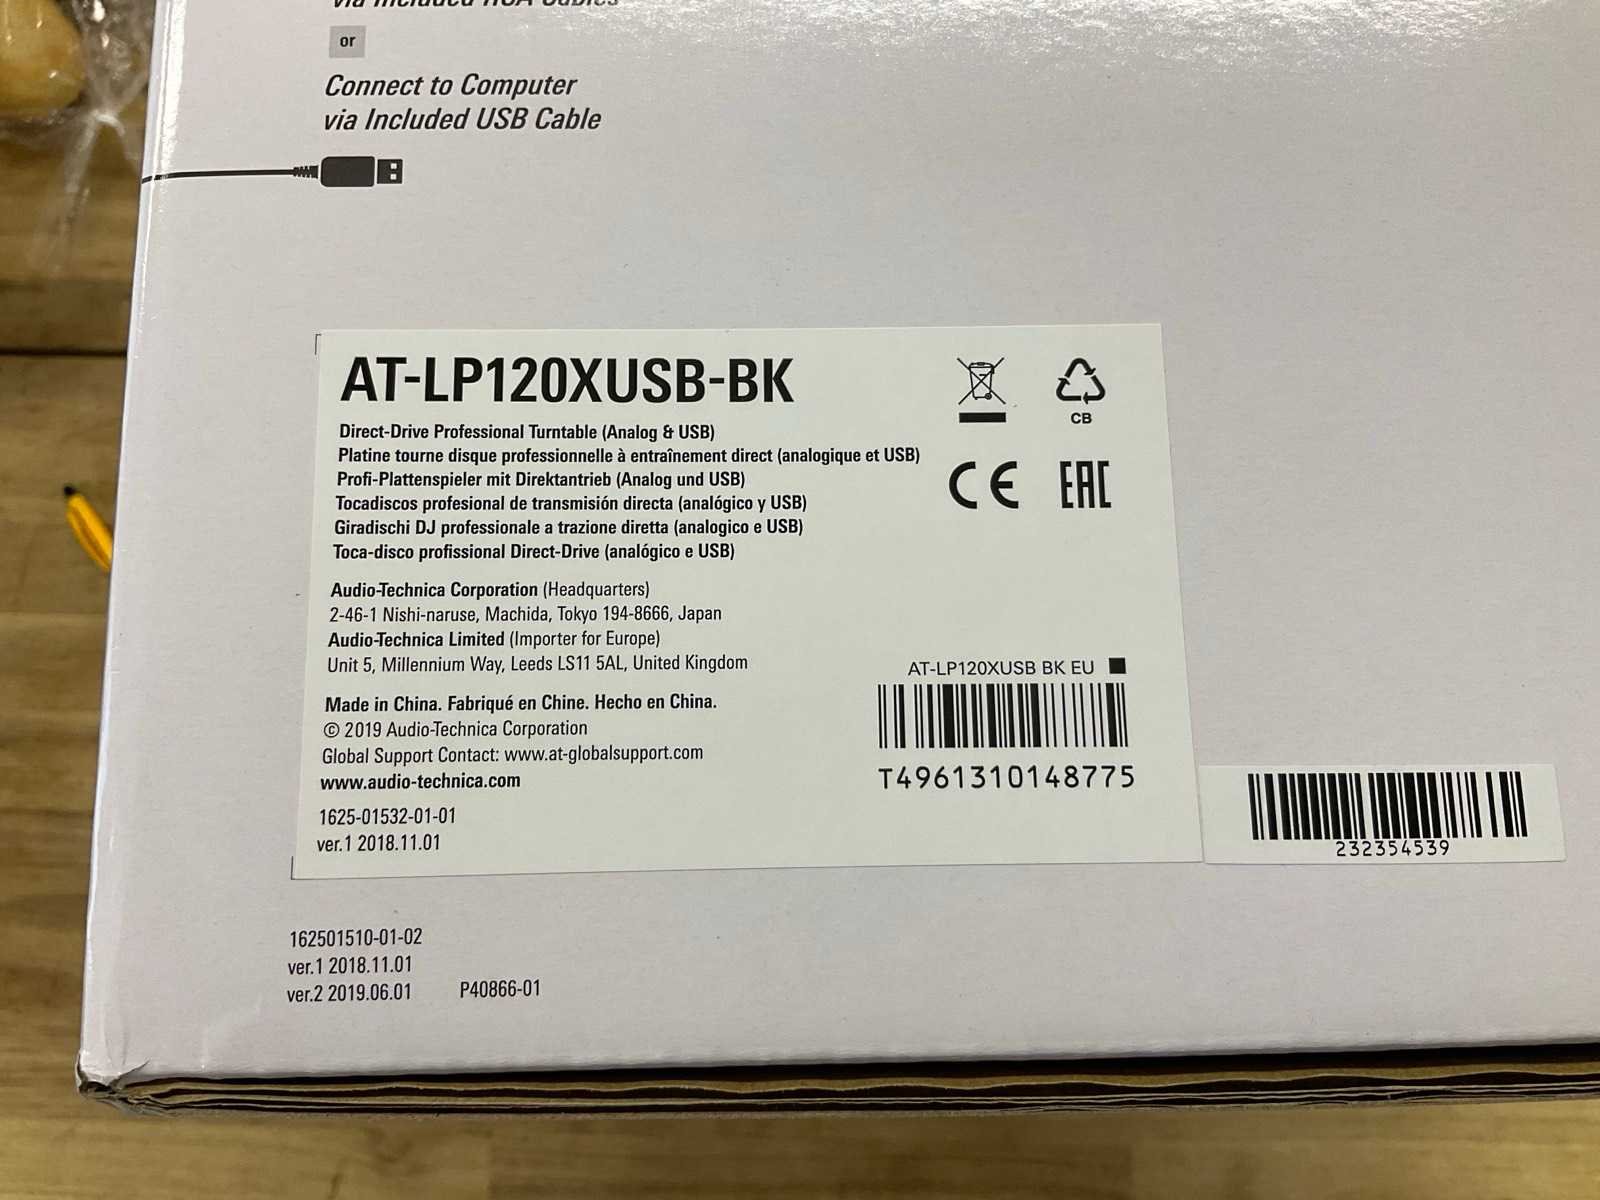 via Included RCA Cables
or
Connect to Computer
via Included USB Cable
AT-LP120XUSB-BK
Direct-Drive Professional Turntable (Analog & USB)
Platine tourne disque professionnelle à entraînement direct (analogique et USB)
Profi-Plattenspieler mit Direktantrieb (Analog und USB)
Tocadiscos profesional de transmisión directa (analógico y USB)
Giradischi DJ professionale a trazione diretta (analogico e USB)
Toca-disco profissional Direct-Drive (analógico e USB)
CB
CE EAC
Audio-Technica Corporation (Headquarters)
2-46-1 Nishi-naruse, Machida, Tokyo 194-8666, Japan
Audio-Technica Limited (Importer for Europe)
Unit 5, Millennium Way, Leeds LS11 5AL, United Kingdom
Made in China. Fabriqué en Chine. Hecho en China.
© 2019 Audio-Technica Corporation
Global Support Contact: www.at-globalsupport.com
www.audio-technica.com
1625-01532-01-01
ver.1 2018.11.01
AT-LP120XUSB BK EU
T4961310148775
232354539
162501510-01-02
ver.1 2018.11.01
ver.2 2019.06.01 P40866-01